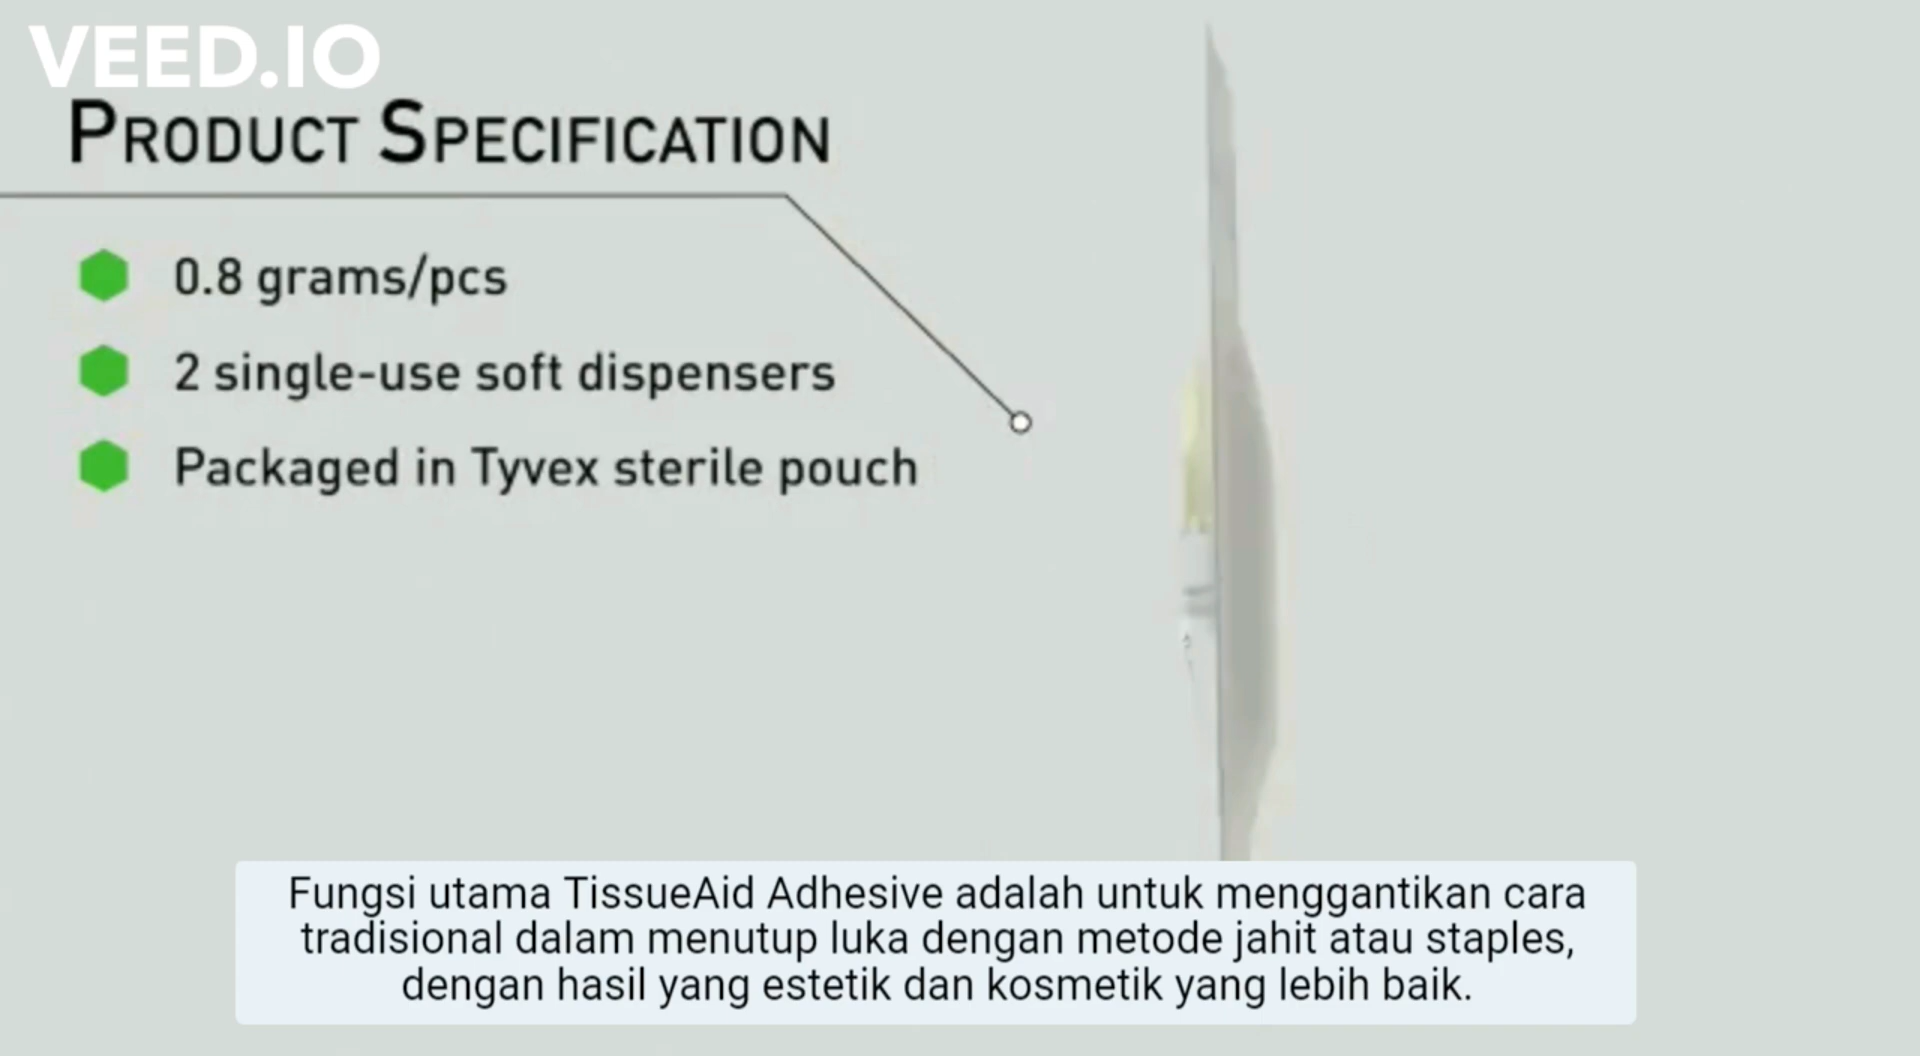 VEED.IO
PRODUCT SPECIFICATION
0.8 grams/pcs
2 single-use soft dispensers
Packaged in Tyvex sterile pouch
Fungsi utama TissueAid Adhesive adalah untuk menggantikan cara
tradisional dalam menutup luka dengan metode jahit atau staples,
dengan hasil yang estetik dan kosmetik yang lebih baik.